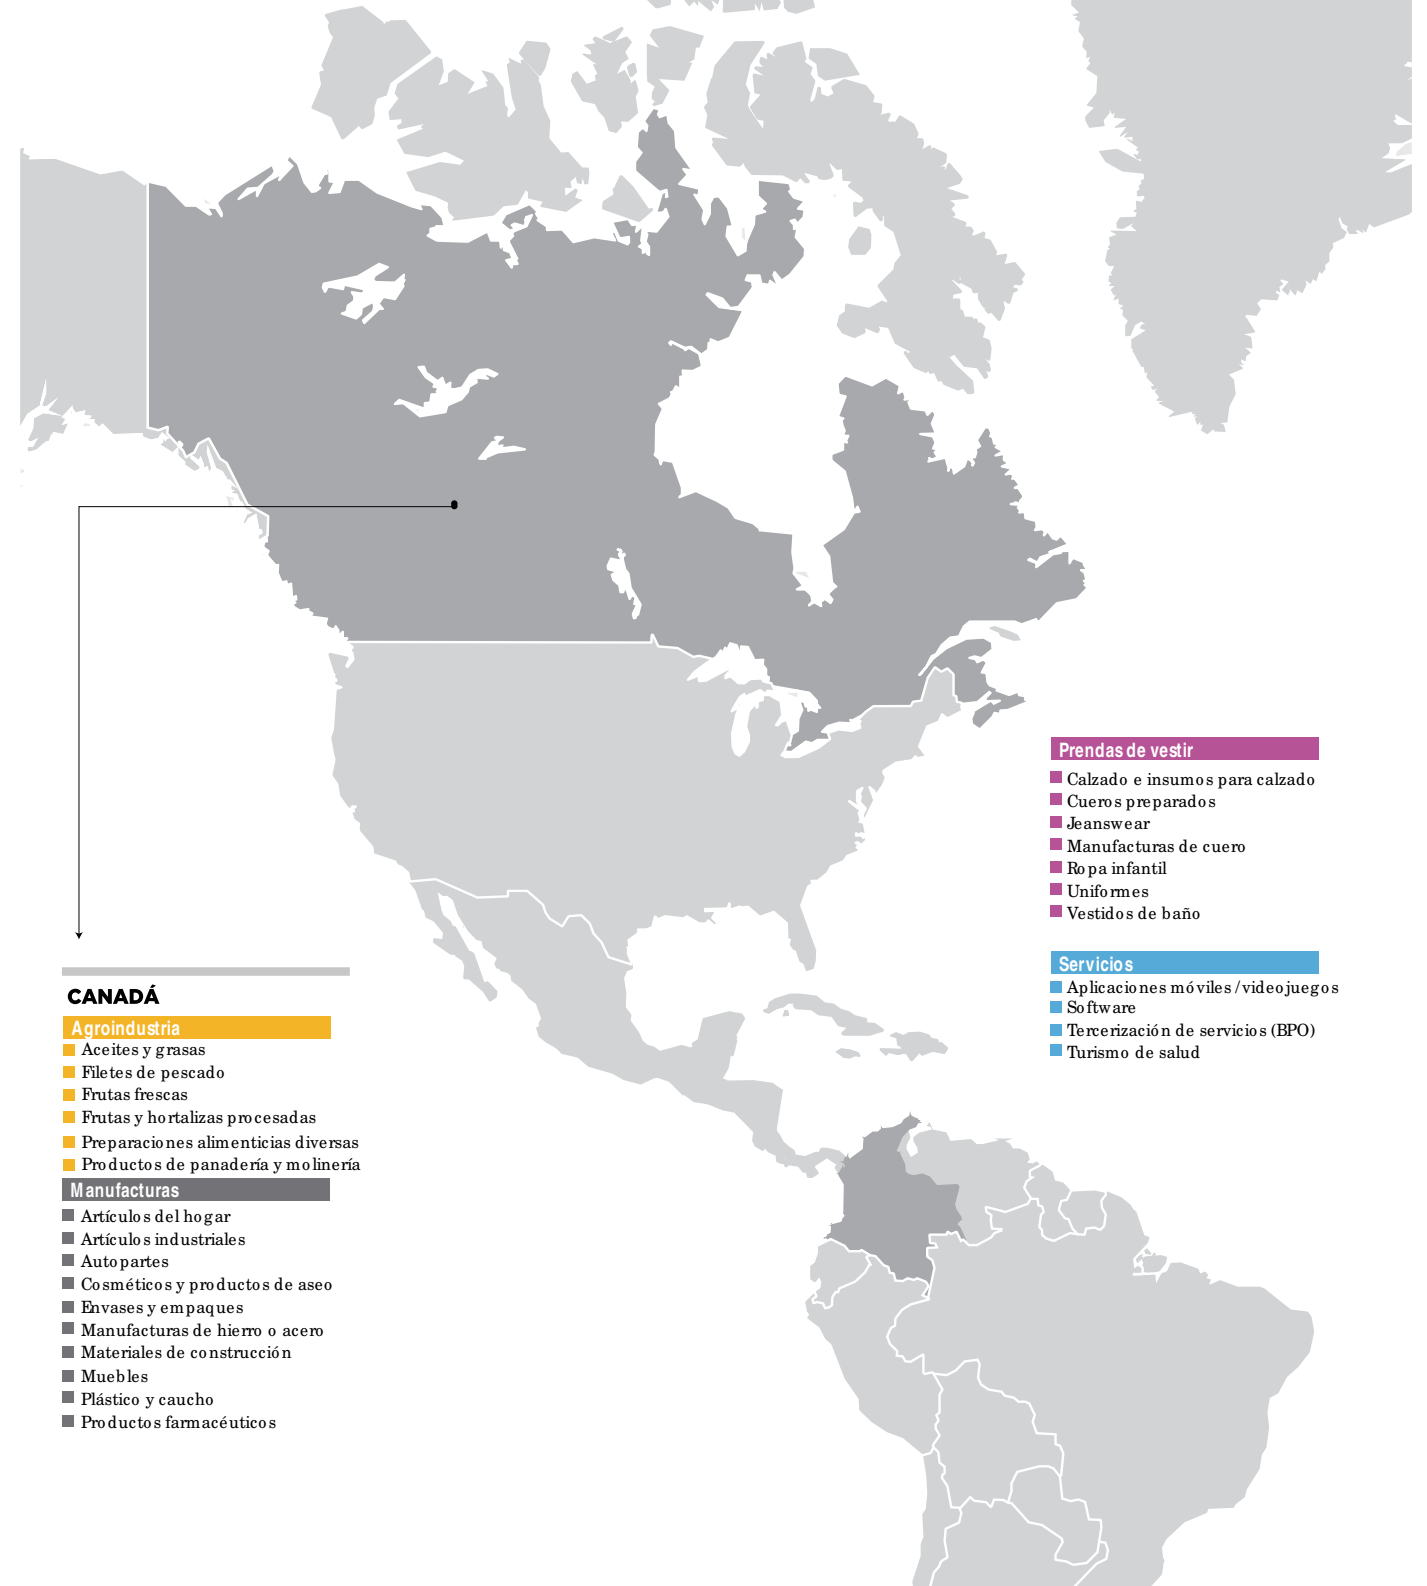 CANADÁ
Agroindustria
Aceites y grasas
Filetes de pescado
Frutas frescas
Frutas y hortalizas procesadas
Preparaciones alimenticias diversas
Productos de panadería y molinería
Manufacturas
Artículos del hogar
Artículos industriales
Autopartes
Cosméticos y productos de aseo
Envases y empaques
Manufacturas de hierro o acero
Materiales de construcción
Muebles
Plástico y caucho
Productos farmacéuticos
Prendas de vestir
Calzado e insumos para calzado
Cueros preparados
Jeanswear
Manufacturas de cuero
Ropa infantil
Uniformes
Vestidos de baño
Servicios
Aplicaciones móviles/videojuegos
Software
Tercerización de servicios (BPO)
Turismo de salud